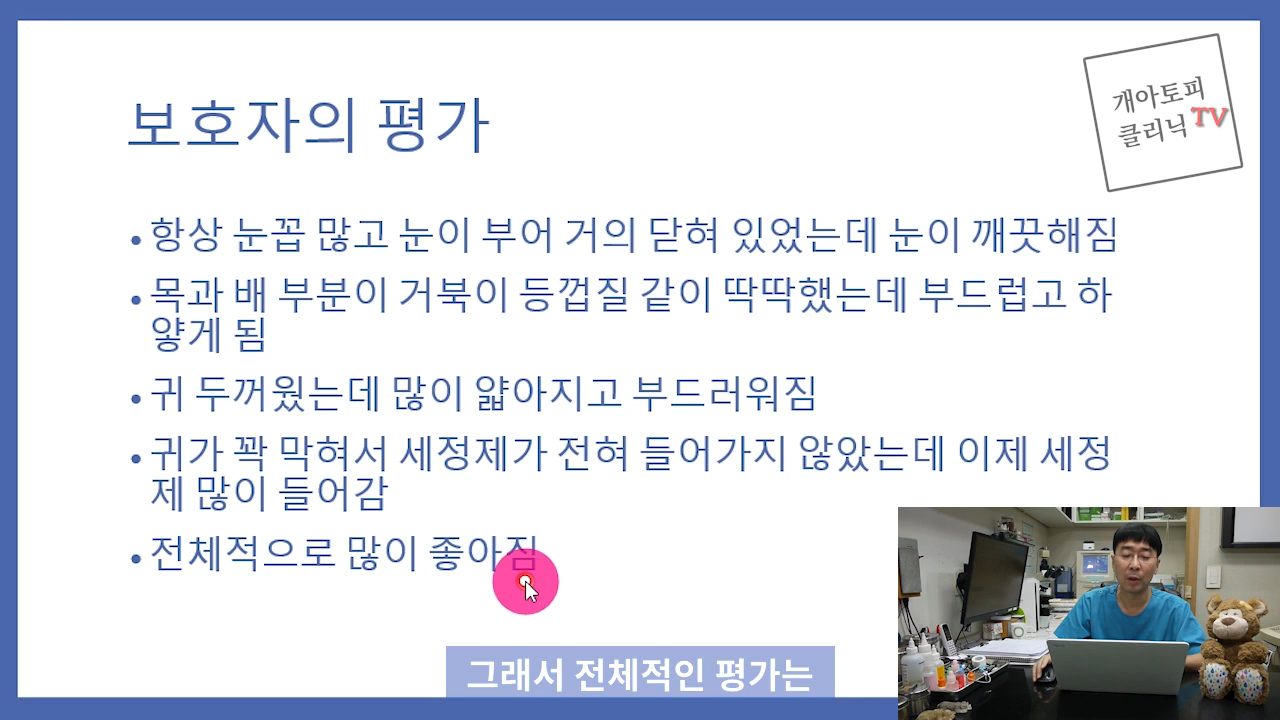 보호자의 평가
개아토피
클리닉 TV
• 항상 눈꼽 많고 눈이 부어 거의 닫혀 있었는데 눈이 깨끗해짐
• 목과 배 부분이 거북이 등껍질 같이 딱딱했는데 부드럽고 하
얗게 됨
• 귀 두꺼웠는데 많이 얇아지고 부드러워짐
• 귀가 꽉 막혀서 세정제가 전혀 들어가지 않았는데 이제 세정
제 많이 들어감
• 전체적으로 많이 좋아짐
그래서 전체적인 평가는